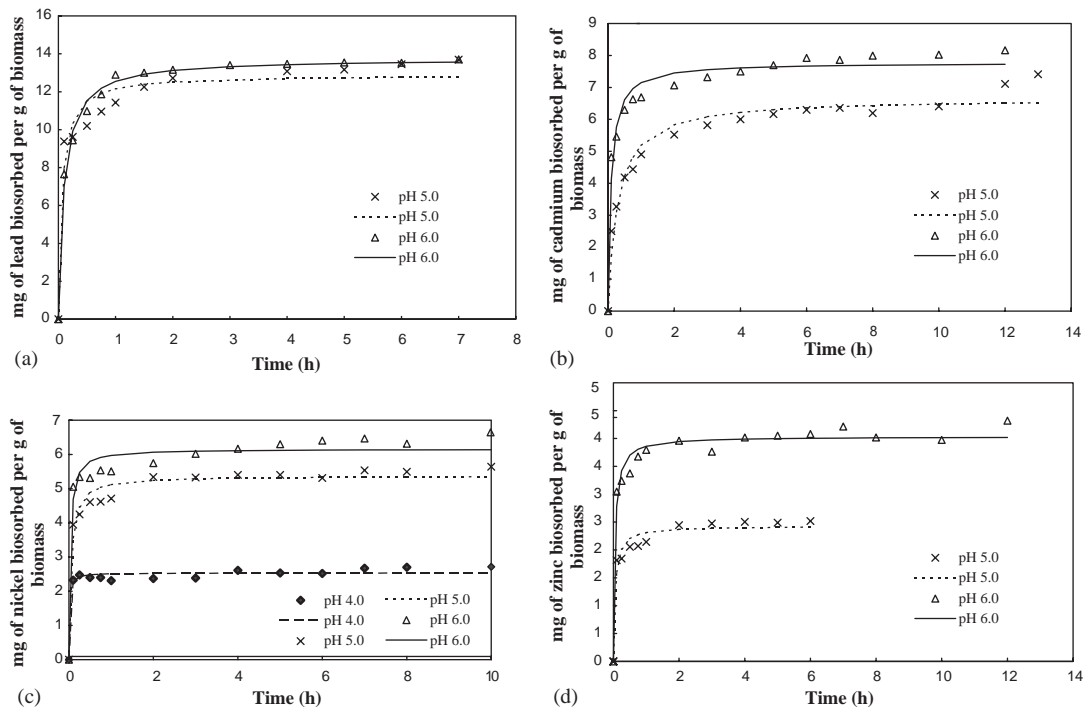 mg of lead biosorbed per g of biomass
16
14
12
10
8
6
4
2
0
0 1 2 3 4 5 6 7 8
Time (h)
pH 5.0
pH 5.0
pH 6.0
pH 6.0
(a)
mg of cadmium biosorbed per g of
biomass
9
8
7
6
5
4
3
2
1
0
0 2 4 6 8 10 12 14
Time (h)
pH 5.0
pH 5.0
pH 6.0
pH 6.0
(b)
mg of nickel biosorbed per g of
biomass
7
6
5
4
3
2
1
0
0 2 4 6 8 10
Time (h)
pH 4.0
pH 4.0
pH 5.0
pH 5.0
pH 6.0
pH 6.0
(c)
mg of zinc biosorbed per g of
biomass
5
5
4
4
3
3
2
2
1
1
0
0 2 4 6 8 10 12 14
Time (h)
pH 5.0
pH 5.0
pH 6.0
pH 6.0
(d)